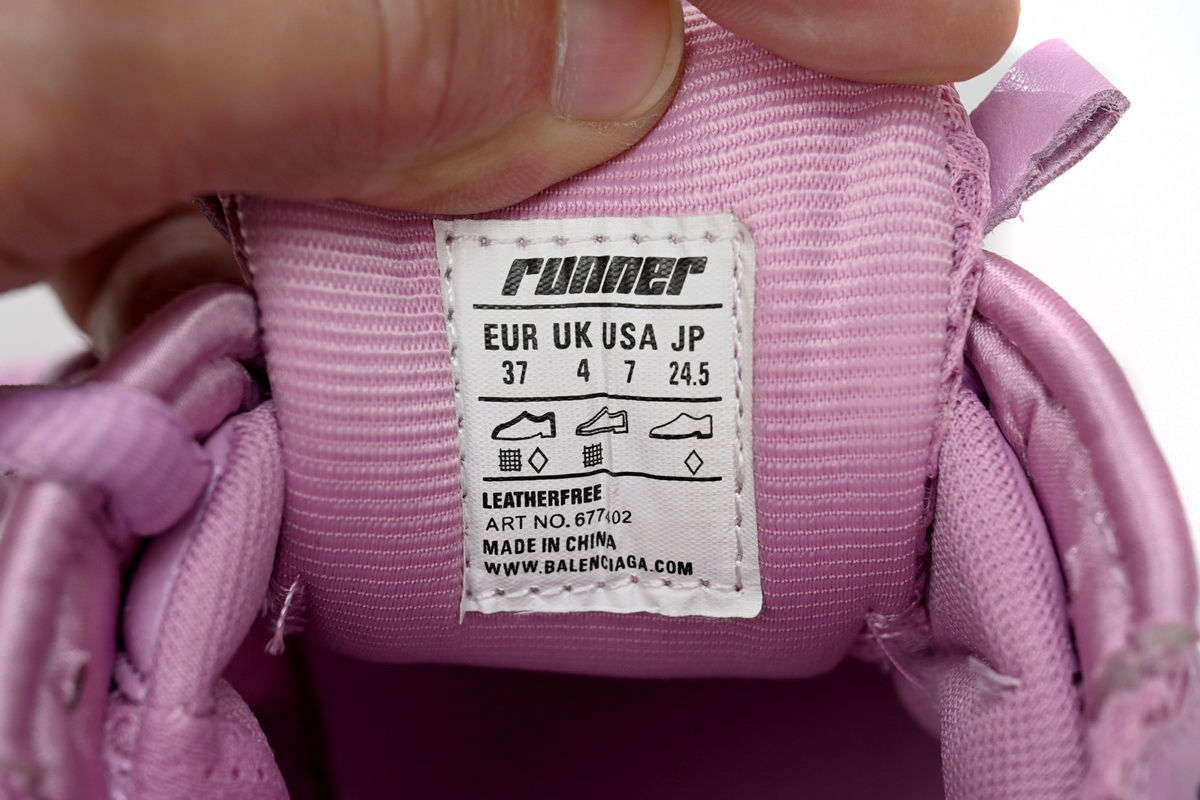 runner
EUR UK USA JP
37 4 7 24.5
LEATHERFREE
ART NO. 677402
MADE IN CHINA
WWW.BALENCIAGA.COM